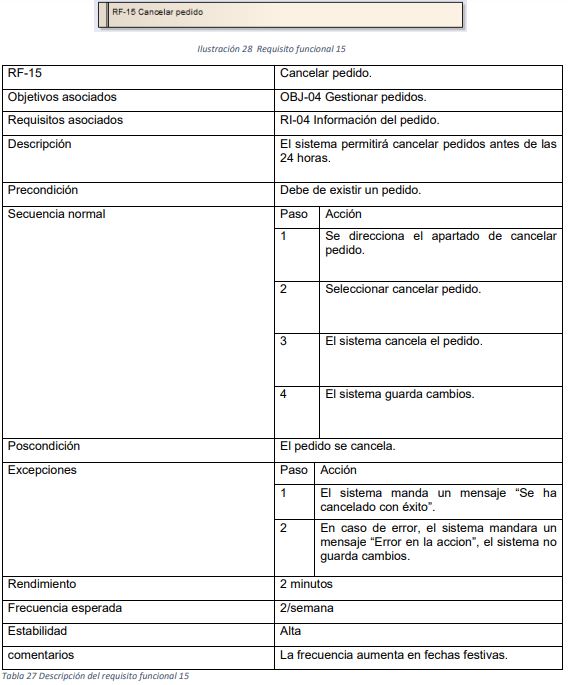 RF-15 Cancelar pedido
Ilustración 28 Requisito funcional 15
RF-15 Cancelar pedido.
Objetivos asociados OBJ-04 Gestionar pedidos.
Requisitos asociados RI-04 Información del pedido.
Descripción El sistema permitirá cancelar pedidos antes de las
24 horas.
Precondición Debe de existir un pedido.
Secuencia normal Paso Acción
1 Se direcciona el apartado de cancelar
pedido.
2 Seleccionar cancelar pedido.
3 El sistema cancela el pedido.
4 El sistema guarda cambios.
Poscondición El pedido se cancela.
Excepciones Paso Acción
1 El sistema manda un mensaje “Se ha
cancelado con éxito”.
2 En caso de error, el sistema mandara un
mensaje “Error en la accion”, el sistema no
guarda cambios.
Rendimiento 2 minutos
Frecuencia esperada 2/semana
Estabilidad Alta
comentarios La frecuencia aumenta en fechas festivas.
Tabla 27 Descripción del requisito funcional 15